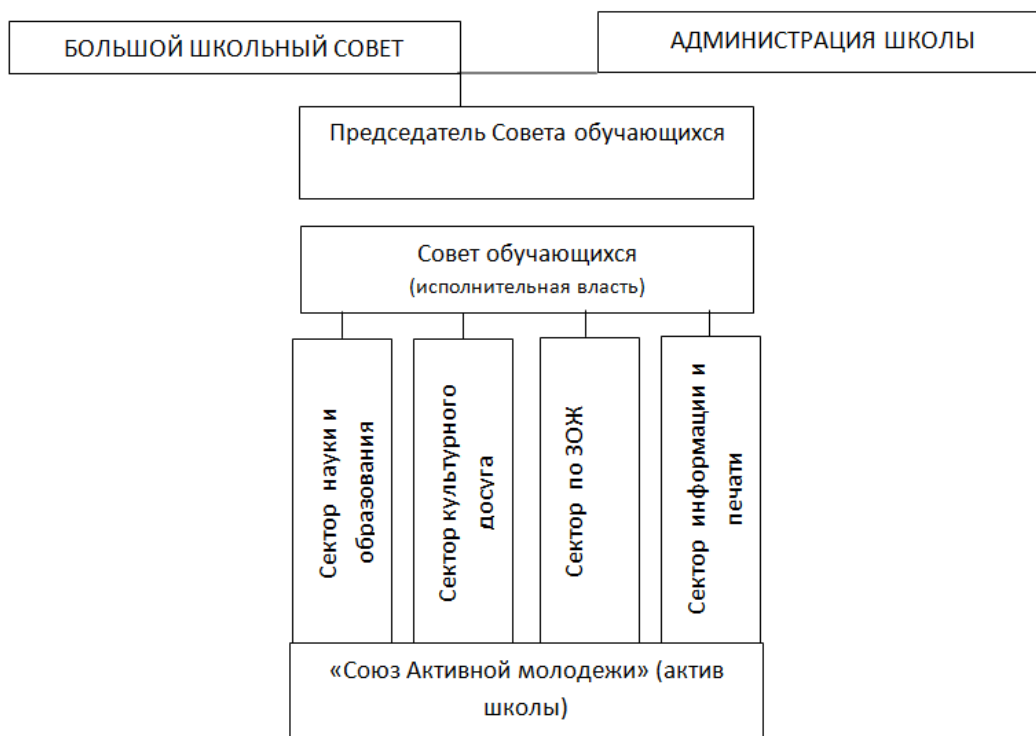 БОЛЬШОЙ ШКОЛЬНЫЙ СОВЕТ
АДМИНИСТРАЦИЯ ШКОЛЫ
Председатель Совета обучающихся
Совет обучающихся
(исполнительная власть)
Сектор науки и
образования
Сектор культурного
досуга
Сектор по ЗОЖ
Сектор информации и
печати
«Союз Активной молодежи» (актив
школы)